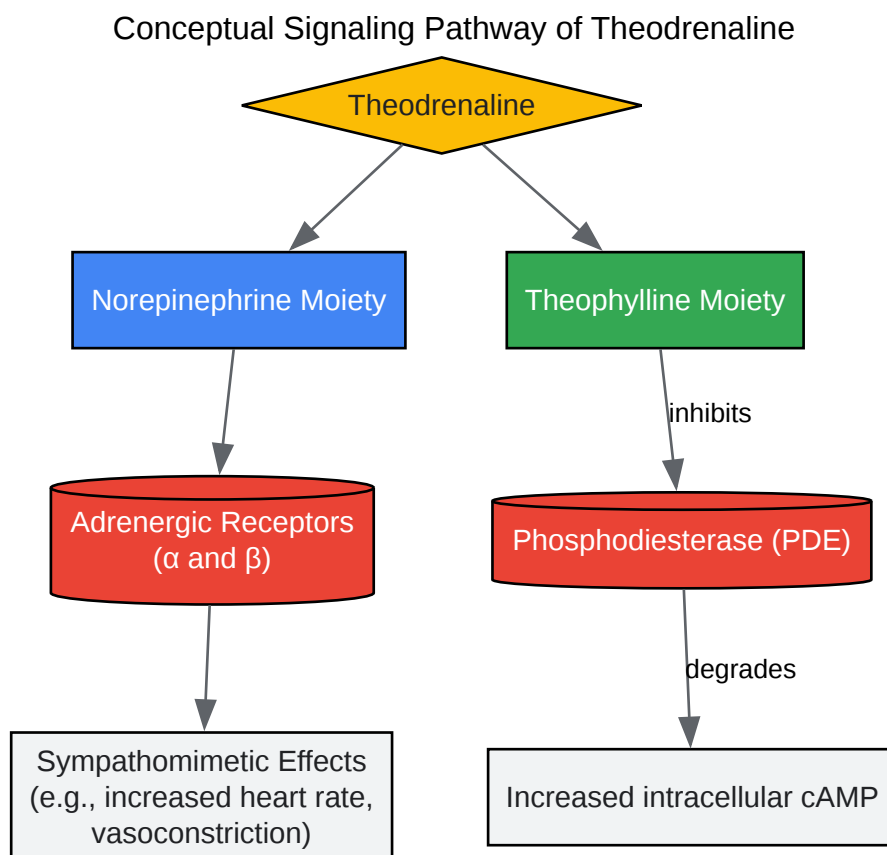 Conceptual Signaling Pathway of Theodrenaline
Theodrenaline
Norepinephrine Moiety
Theophylline Moiety
inhibits
Adrenergic Receptors
(α and β)
Phosphodiesterase (PDE)
degrades
Sympathomimetic Effects
(e.g., increased heart rate,
vasoconstriction)
Increased intracellular cAMP